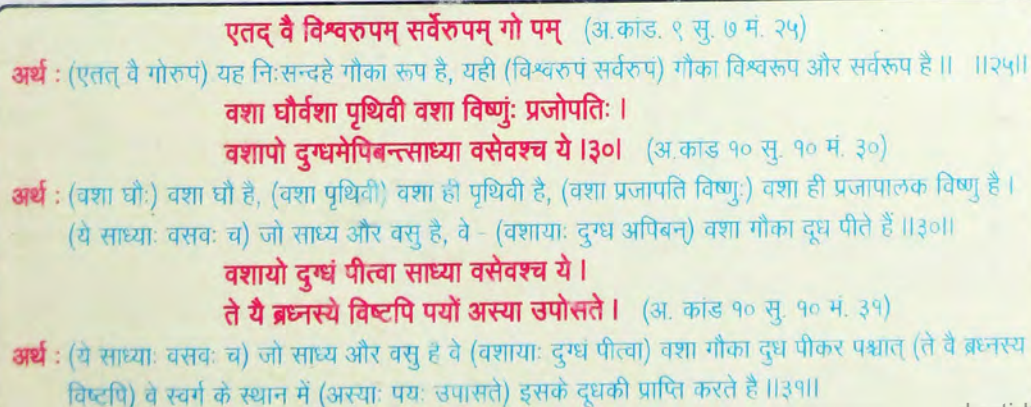 एतद् वै विश्वरुपम् सर्वेरुपम् गो पम् (अ.कांड. ९ सु. ७ मं. २५)
अर्थ : (एतत् वै गोरुपं) यह निःसन्दहे गौका रूप है, यही (विश्वरुपं सर्वरुपं) गौका विश्वरूप और सर्वरूप है।। ।।२५।।
वशा घौर्वशा पृथिवी वशा विष्णुंः प्रजोपतिः।
वशापो दुग्धमेपिबन्त्साध्या वसेवश्च ये।३०। (अ.कांड १० सु. १० मं. ३०)
अर्थ : (वशा घौः) वशा घौ है, (वशा पृथिवी) वशा ही पृथिवी है, (वशा प्रजापति विष्णुः) वशा ही प्रजापालक विष्णु है।
(ये साध्याः वसवः च) जो साध्य और वसु है, वे - (वशायाः दुग्ध अपिबन्) वशा गौका दूध पीते हैं ।।३०।।
वशायो दुग्धं पीत्वा साध्या वसेवश्च ये।
ते यै ब्रध्नस्ये विष्टपि पयों अस्या उपोसते। (अ. कांड १० सु. १० मं. ३१)
अर्थ : (ये साध्याः वसवः च) जो साध्य और वसु है वे (वशायाः दुग्धं पीत्वा) वशा गौका दुध पीकर पश्चात् (ते वै ब्रध्नस्य
विष्टपि) वे स्वर्ग के स्थान में (अस्याः पयः उपासते) इसके दूधकी प्राप्ति करते है ।।३१।।